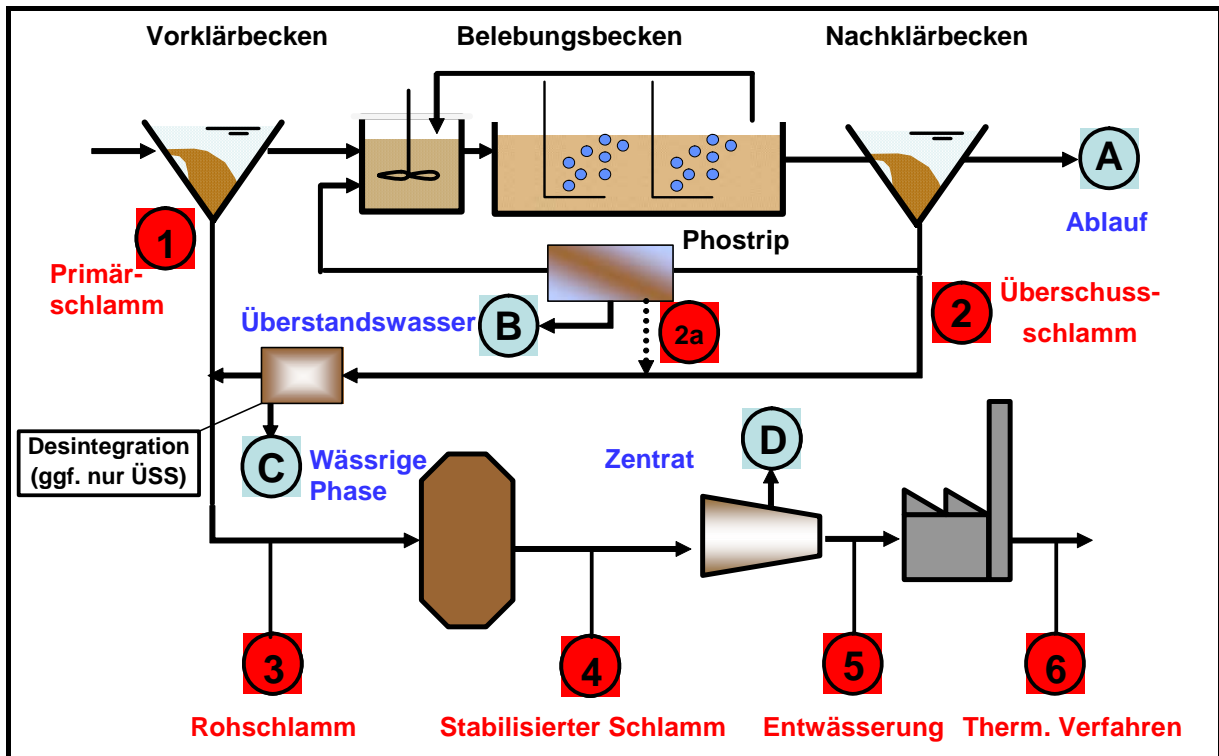 Vorklärbecken
Belebungsbecken
Nachklärbecken
A
Ablauf
Phostrip
1
Primär-
schlamm
Überstandswasser
B
2a
2
Überschuss-
schlamm
Desintegration
(ggf. nur ÜSS)
C
Wässrige
Phase
Zentrat
D
3
4
5
6
Rohschlamm
Stabilisierter Schlamm
Entwässerung
Therm. Verfahren